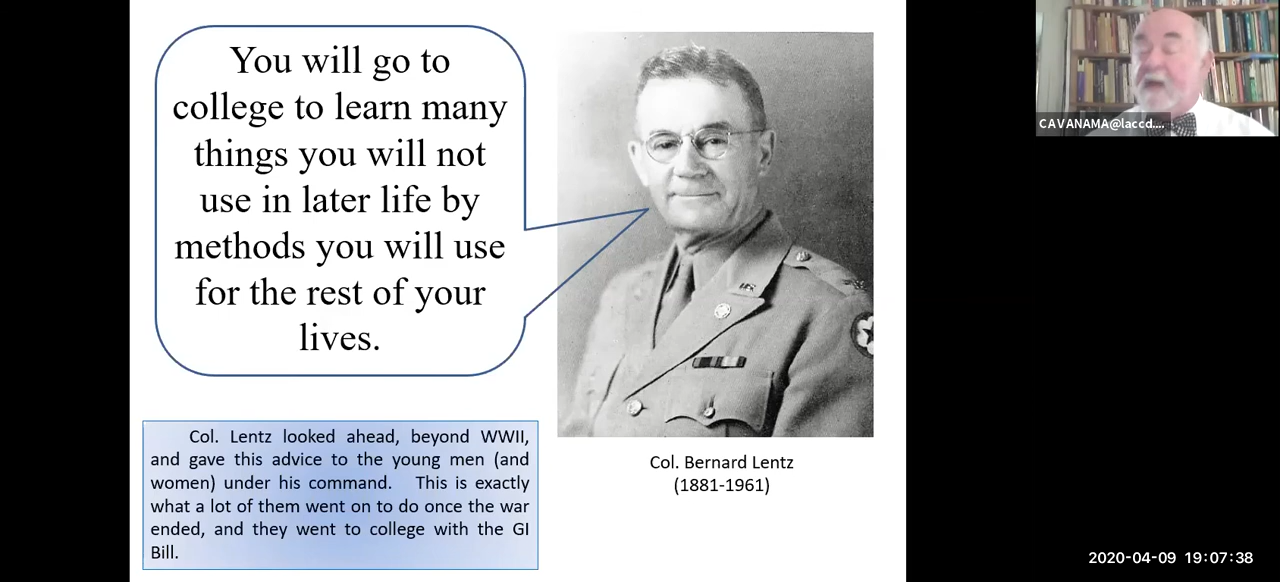 You will go to
college to learn many
things you will not
use in later life by
methods you will use
for the rest of your
lives.
Col. Lentz looked ahead, beyond WWII,
and gave this advice to the young men (and
women) under his command. This is exactly
what a lot of them went on to do once the war
ended, and they went to college with the GI
Bill.
Col. Bernard Lentz
(1881-1961)
CAVANAMA@laccd....
2020-04-09 19:07:38